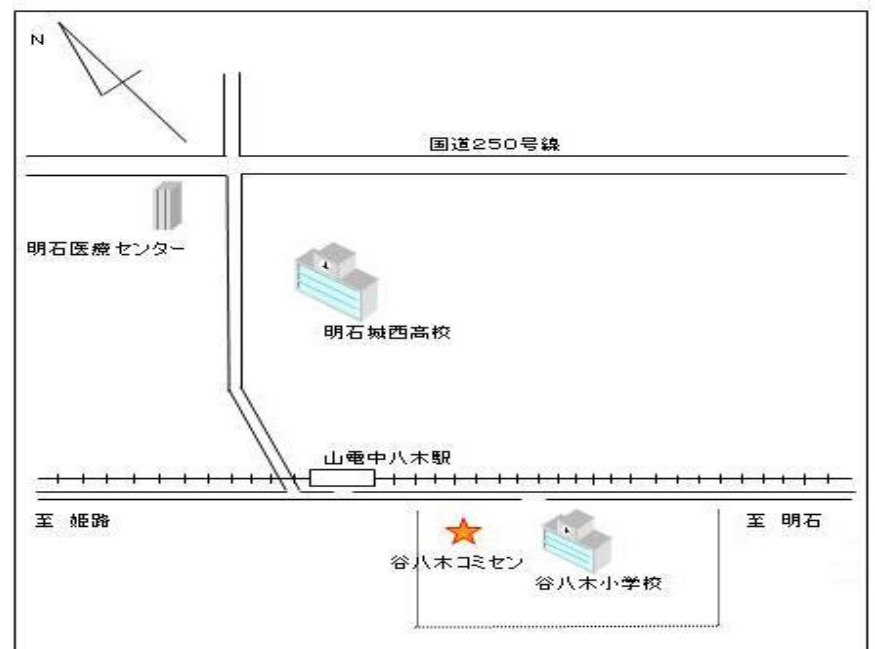 N
国道250号線
明石医療センター
明石城西高校
山電中八木駅
至 姫路
至 明石
谷八木コミセン
谷八木小学校